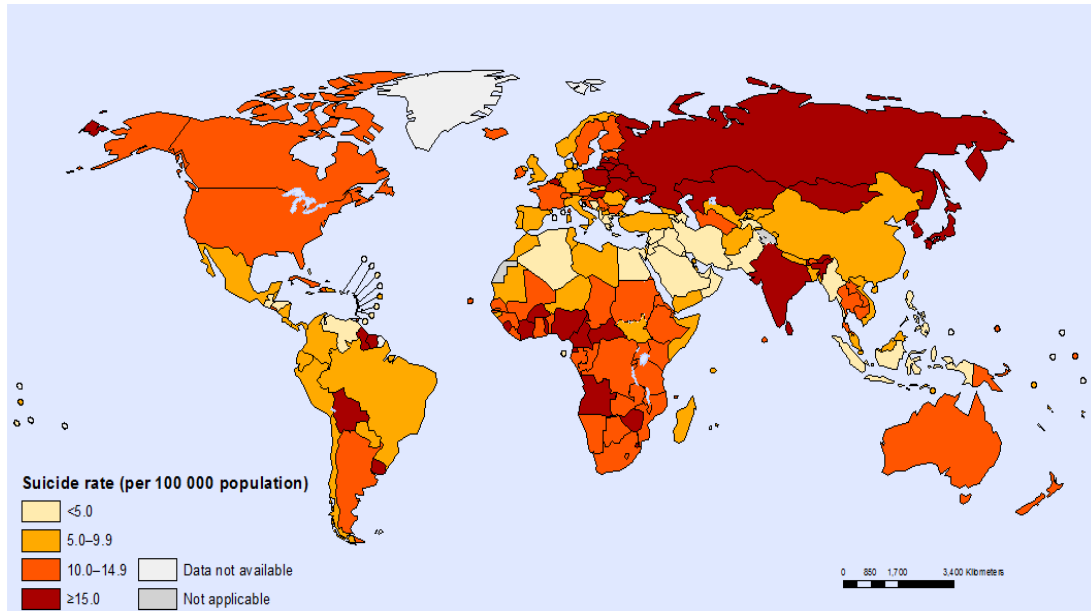 Suicide rate (per 100 000 population)
<5.0
5.0–9.9
10.0–14.9
≥15.0
Data not available
Not applicable
0 850 1,700 3,400 Kilometers